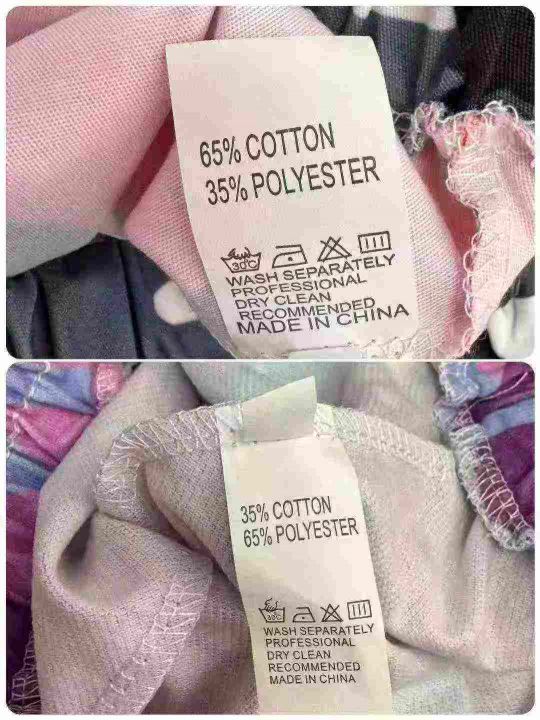 65% COTTON
35% POLYESTER
30°C
WASH SEPARATELY
PROFESSIONAL
DRY CLEAN
RECOMMENDED
MADE IN CHINA
35% COTTON
65% POLYESTER
30°C
WASH SEPARATELY
PROFESSIONAL
DRY CLEAN
RECOMMENDED
MADE IN CHINA